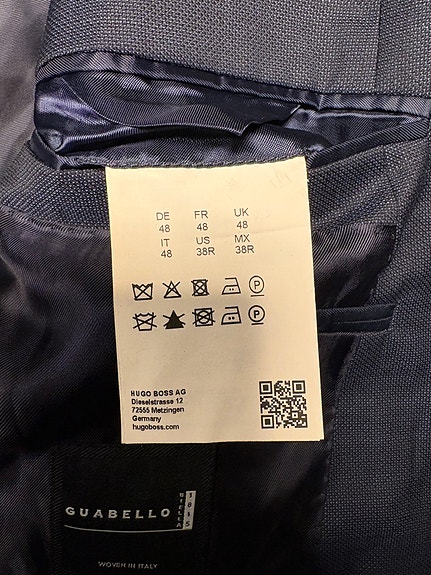 DE FR UK
48 48 48
IT US MX
48 38R 38R
P
P
HUGO BOSS AG
Dieselstrasse 12
72555 Metzingen
Germany
hugoboss.com
GUABELLO
BIELLA
1815
WOVEN IN ITALY